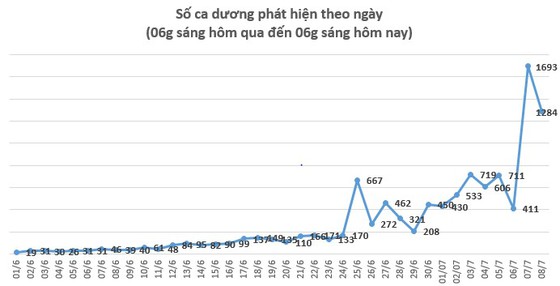 Số ca dương phát hiện theo ngày
(06g sáng hôm qua đến 06g sáng hôm nay)
19 31 30 26 31 31 46 39 40 61 48 84 95 82 90 99 137 149 135 110 166 171 133 170 667 272 462 321 208 450 430 533 719 606 711 411 1693 1284
01/6 02/6 03/6 04/6 05/6 06/6 07/6 08/6 09/6 10/6 11/6 12/6 13/6 14/6 15/6 16/6 17/6 18/6 19/6 20/6 21/6 22/6 23/6 24/6 25/6 26/6 27/6 28/6 29/6 30/6 01/07 02/07 03/7 04/7 05/7 06/7 07/7 08/7